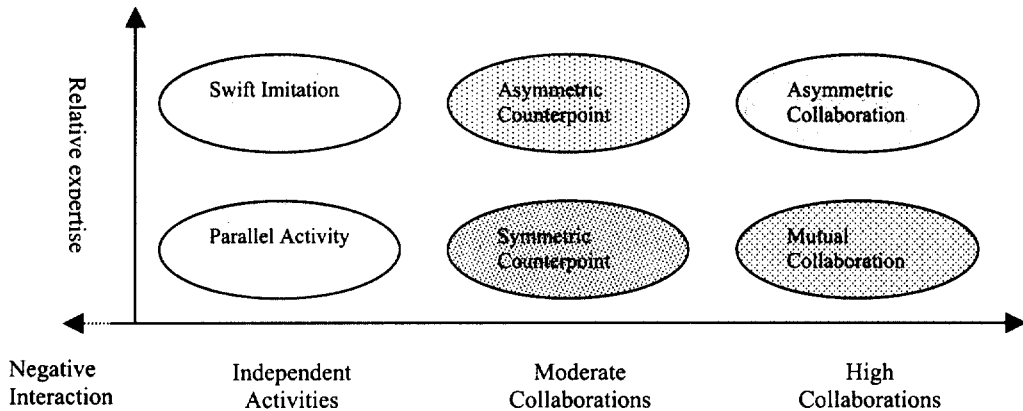 Relative expertise
Swift Imitation
Asymmetric
Counterpoint
Asymmetric
Collaboration
Parallel Activity
Symmetric
Counterpoint
Mutual
Collaboration
Negative
Interaction
Independent
Activities
Moderate
Collaborations
High
Collaborations